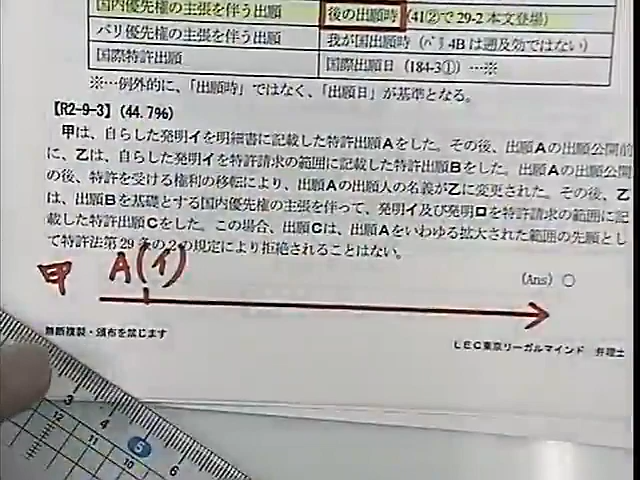 国内優先権の主張を伴う出願 後の出願時 (41②で 29-2 本文登場)
パリ優先権の主張を伴う出願 我が国出願時(パリ 4B は遡及効ではない)
国際特許出願 国際出願日(184-3①)…※
※…例外的に、「出願時」ではなく、「出願日」が基準となる。
【R2-9-3】(44.7%)
甲は、自らした発明イを明細書に記載した特許出願Aをした。その後、出願Aの出願公開前
に、乙は、自らした発明イを特許請求の範囲に記載した特許出願Bをした。出願Aの出願公開
の後、特許を受ける権利の移転により、出願Aの出願人の名義が乙に変更された。その後、乙
は、出願Bを基礎とする国内優先権の主張を伴って、発明イ及び発明ロを特許請求の範囲に記
載した特許出願Cをした。この場合、出願Cは、出願Aをいわゆる拡大された範囲の先願とし
て特許法第29条の2の規定により拒絶されることはない。
(Ans) ○
甲 A(イ)
無断複製・頒布を禁じます
LEC東京リーガルマインド 弁理士
3 4 5 6
12 11 10 9